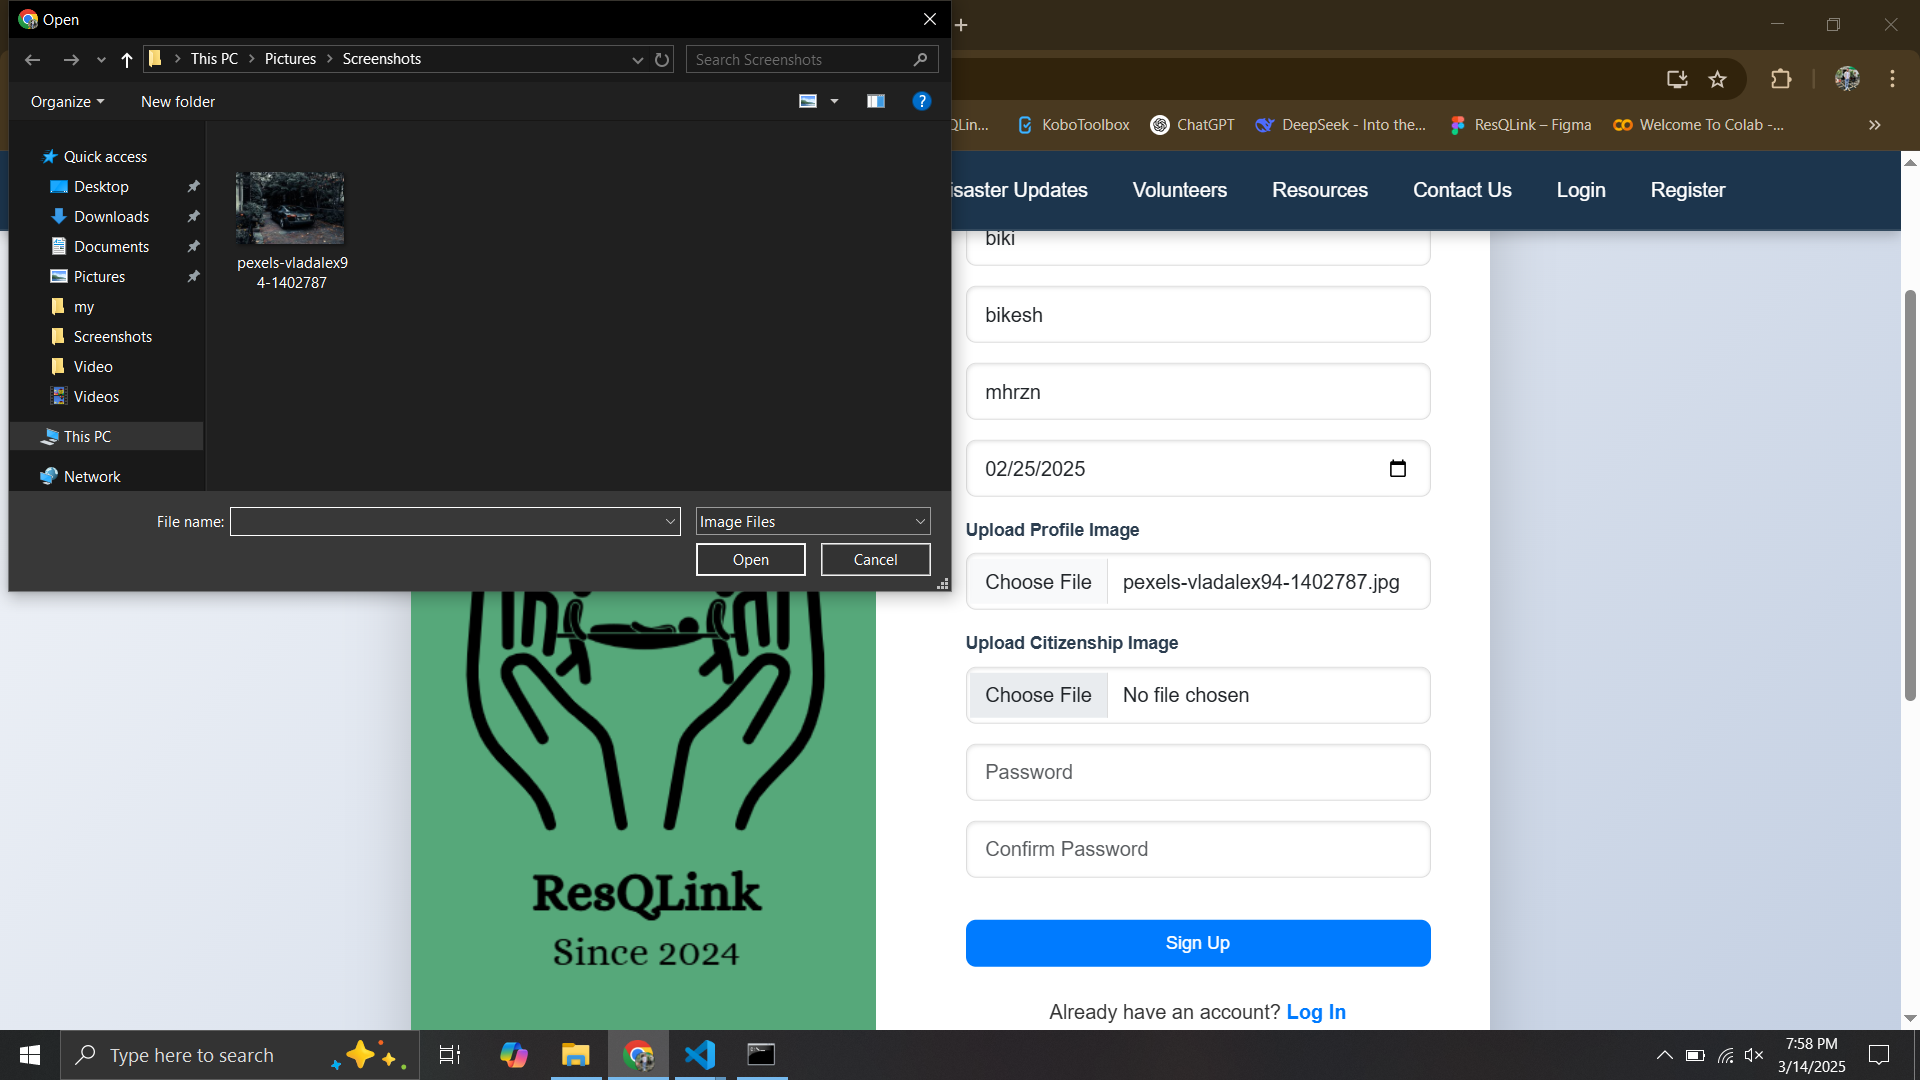 Open
This PC
Pictures
Screenshots
Search Screenshots
Organize
New folder
?
Quick access
Desktop
Downloads
Documents
Pictures
my
Screenshots
Video
Videos
This PC
Network
pexels-vladalex9
4-1402787
File name:
Image Files
Open
Cancel
QLin...
KoboToolbox
ChatGPT
DeepSeek - Into the...
ResQLink – Figma
Welcome To Colab -...
isaster Updates
Volunteers
Resources
Contact Us
Login
Register
biki
bikesh
mhrzn
02/25/2025
Upload Profile Image
Choose File
pexels-vladalex94-1402787.jpg
Upload Citizenship Image
Choose File
No file chosen
Password
Confirm Password
Sign Up
Already have an account? Log In
ResQLink
Since 2024
Type here to search
7:58 PM
3/14/2025